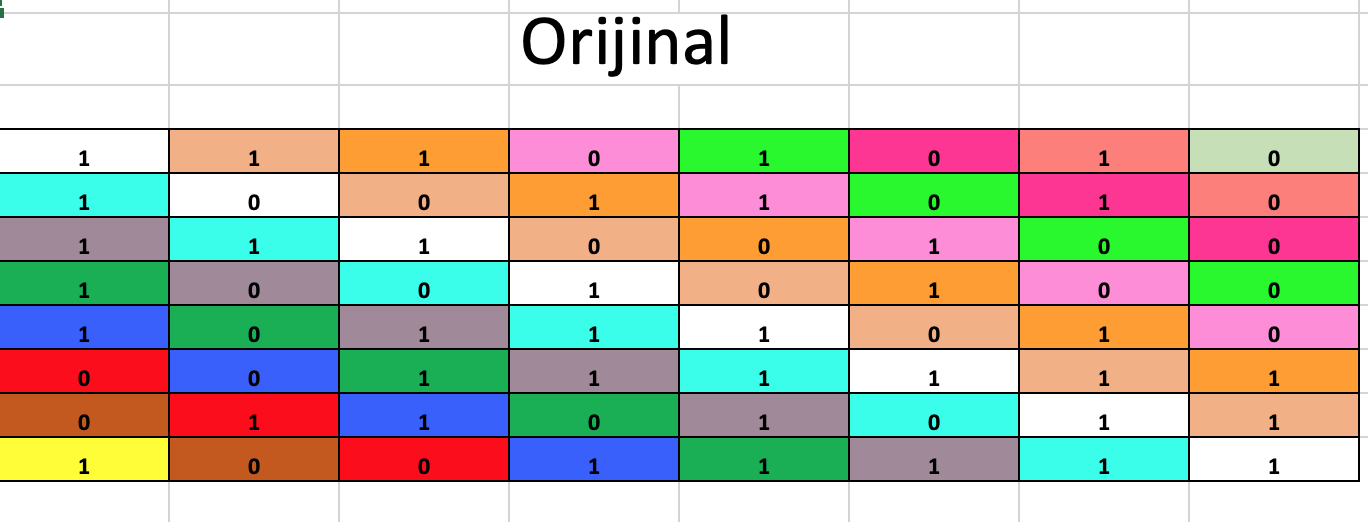 Orijinal
1 1 1 0 1 0 1 0
1 0 0 1 1 0 1 0
1 1 1 0 0 1 0 0
1 0 0 1 0 1 0 0
1 0 1 1 1 0 1 0
0 0 1 1 1 1 1 1
0 1 1 0 1 0 1 1
1 0 0 1 1 1 1 1